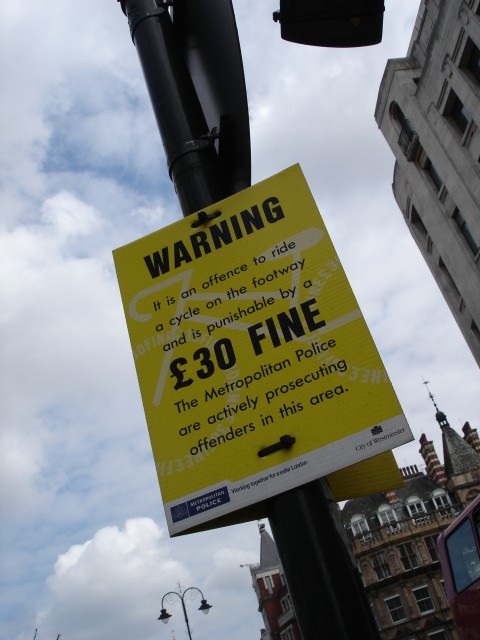 WARNING
It is an offence to ride
a cycle on the footway
and is punishable by a
£30 FINE
The Metropolitan Police
are actively prosecuting
offenders in this area.
METROPOLITAN
POLICE
Working together for a safer London
City of Westminster